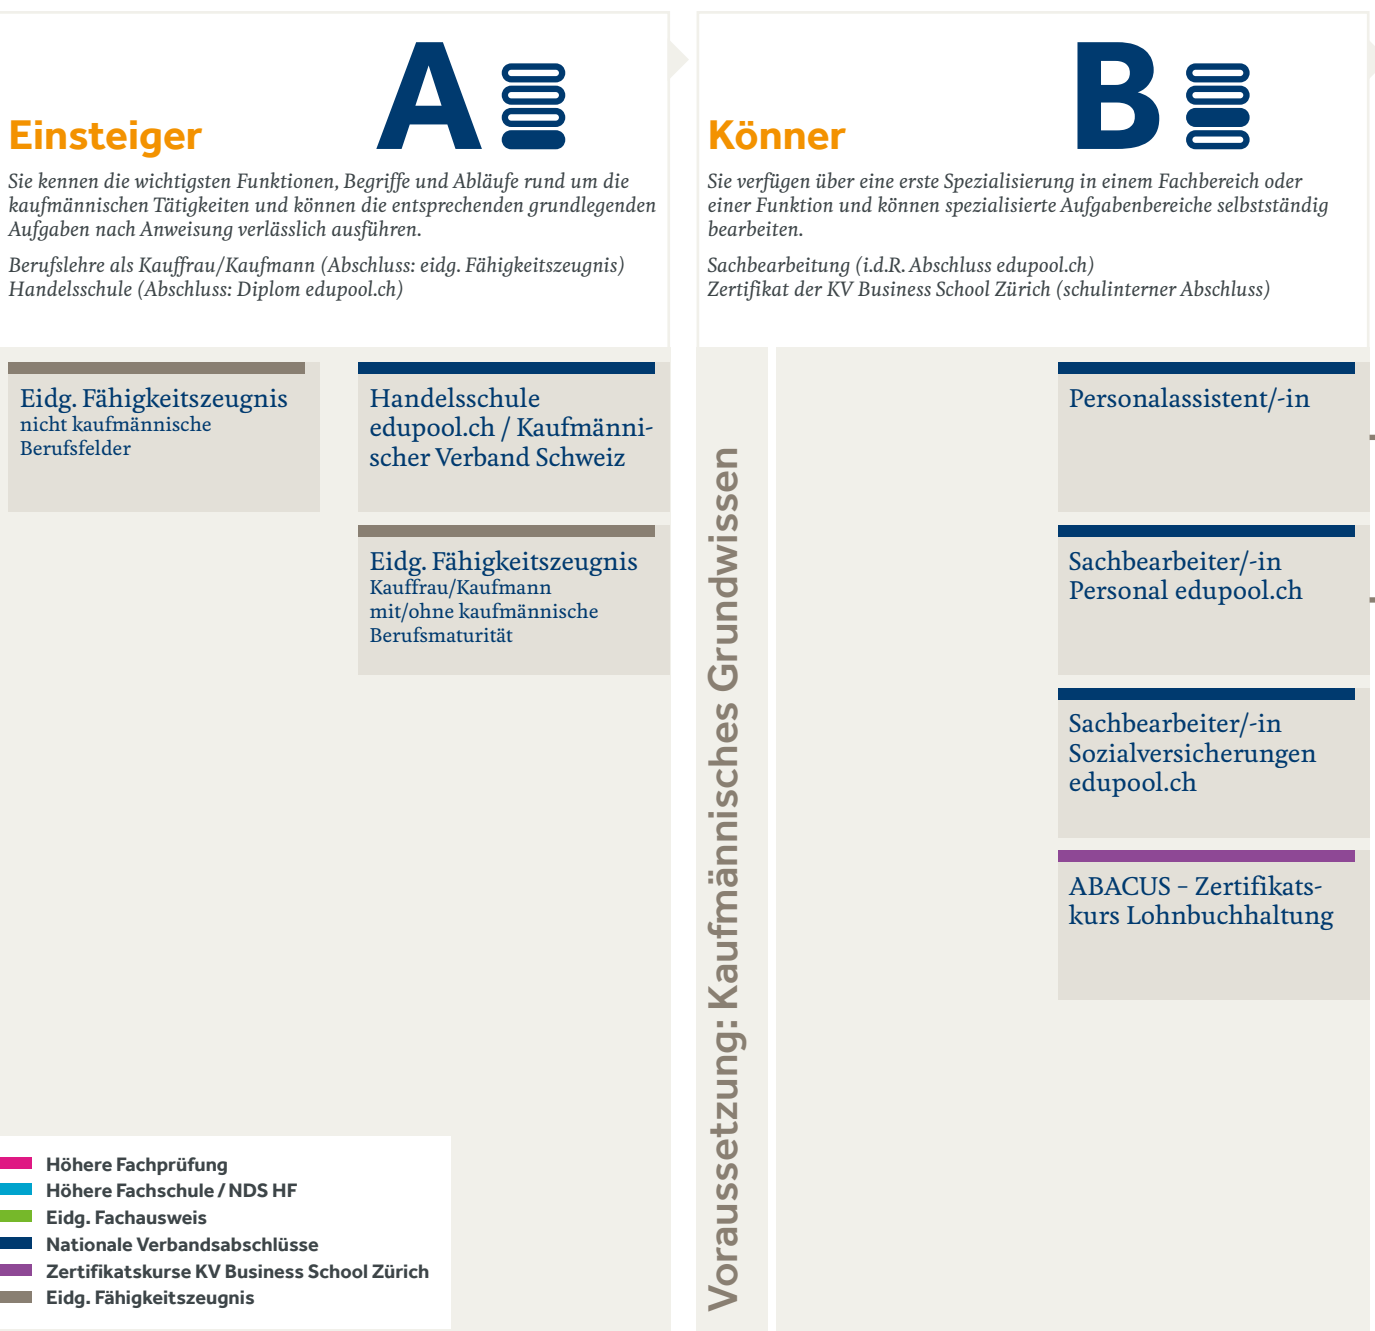 A
Einsteiger
Sie kennen die wichtigsten Funktionen, Begriffe und Abläufe rund um die
kaufmännischen Tätigkeiten und können die entsprechenden grundlegenden
Aufgaben nach Anweisung verlässlich ausführen.
Berufslehre als Kauffrau/Kaufmann (Abschluss: eidg. Fähigkeitszeugnis)
Handelsschule (Abschluss: Diplom edupool.ch)
Eidg. Fähigkeitszeugnis
nicht kaufmännische
Berufsfelder
Handelsschule
edupool.ch / Kaufmänni-
scher Verband Schweiz
Eidg. Fähigkeitszeugnis
Kauffrau/Kaufmann
mit/ohne kaufmännische
Berufsmaturität
Höhere Fachprüfung
Höhere Fachschule / NDS HF
Eidg. Fachausweis
Nationale Verbandsabschlüsse
Zertifikatskurse KV Business School Zürich
Eidg. Fähigkeitszeugnis
B
Könner
Sie verfügen über eine erste Spezialisierung in einem Fachbereich oder
einer Funktion und können spezialisierte Aufgabenbereiche selbstständig
bearbeiten.
Sachbearbeitung (i.d.R. Abschluss edupool.ch)
Zertifikat der KV Business School Zürich (schulinterner Abschluss)
Voraussetzung: Kaufmännisches Grundwissen
Personalassistent/-in
Sachbearbeiter/-in
Personal edupool.ch
Sachbearbeiter/-in
Sozialversicherungen
edupool.ch
ABACUS – Zertifikats-
kurs Lohnbuchhaltung